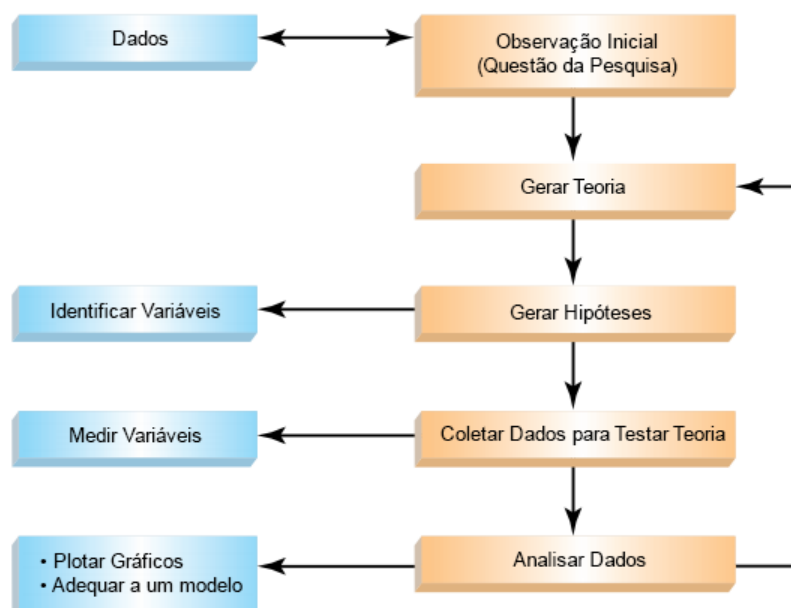 Dados
Observação Inicial
(Questão da Pesquisa)
Gerar Teoria
Identificar Variáveis
Gerar Hipóteses
Medir Variáveis
Coletar Dados para Testar Teoria
• Plotar Gráficos
• Adequar a um modelo
Analisar Dados